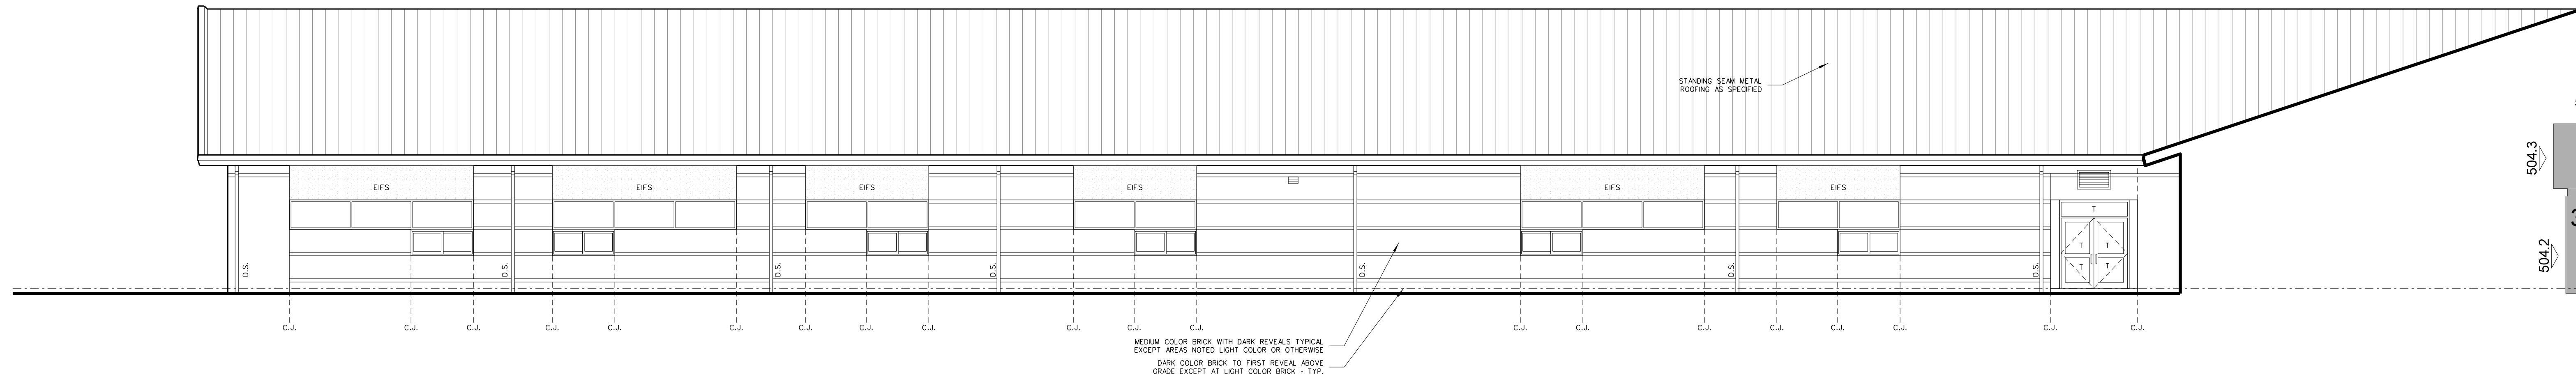 STANDING SEAM METAL
ROOFING AS SPECIFIED
504.3
EIFS EIFS EIFS EIFS EIFS EIFS
T
T T
T T
504.2
D.S. D.S. D.S. D.S. D.S. D.S. D.S.
C.J. C.J. C.J. C.J. C.J. C.J. C.J. C.J. C.J. C.J. C.J. C.J. C.J. C.J. C.J. C.J. C.J. C.J. C.J. C.J.
MEDIUM COLOR BRICK WITH DARK REVEALS TYPICAL
EXCEPT AREAS NOTED LIGHT COLOR OR OTHERWISE
DARK COLOR BRICK TO FIRST REVEAL ABOVE
GRADE EXCEPT AT LIGHT COLOR BRICK - TYP.